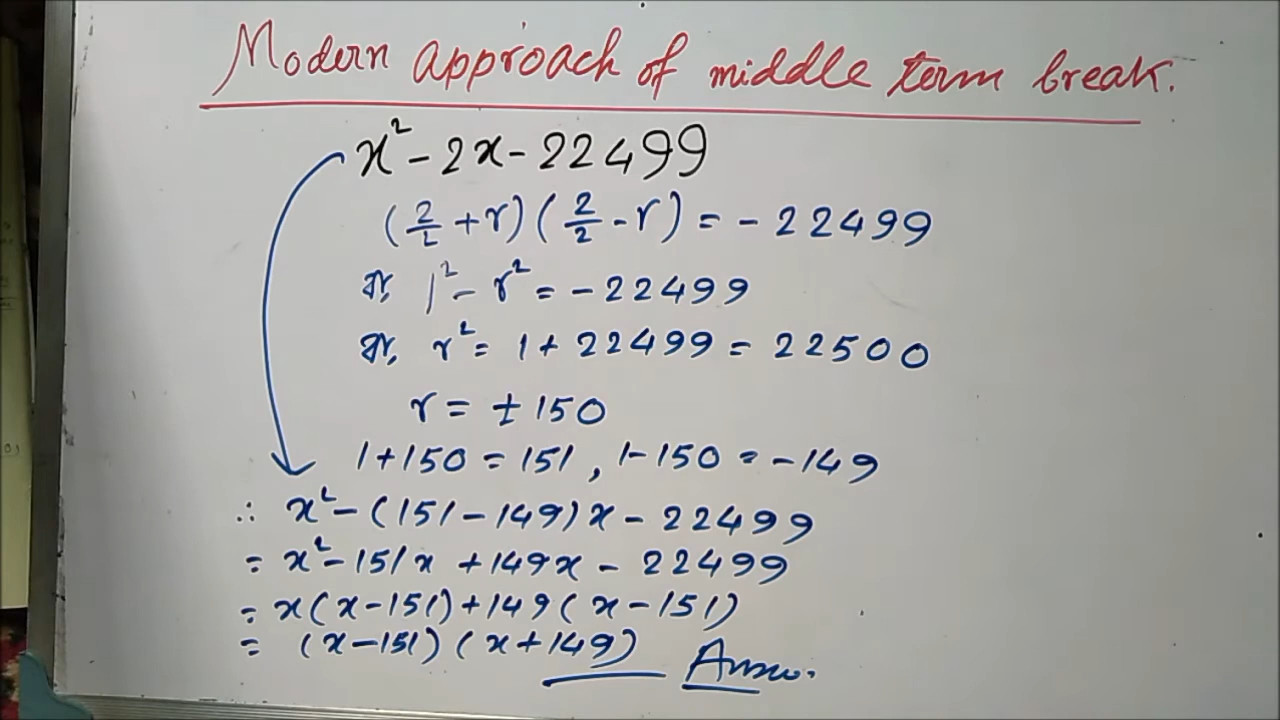 Modern approach of middle term break.
x² - 2x - 22499
(2/2 + r) (2/2 - r) = - 22499
বা, 1² - r² = - 22499
বা, r² = 1 + 22499 = 22500
r = ± 150
1 + 150 = 151, 1 - 150 = - 149
∴ x² - (151 - 149) x - 22499
= x² - 151x + 149x - 22499
= x (x - 151) + 149 (x - 151)
= (x - 151) (x + 149) Answ.